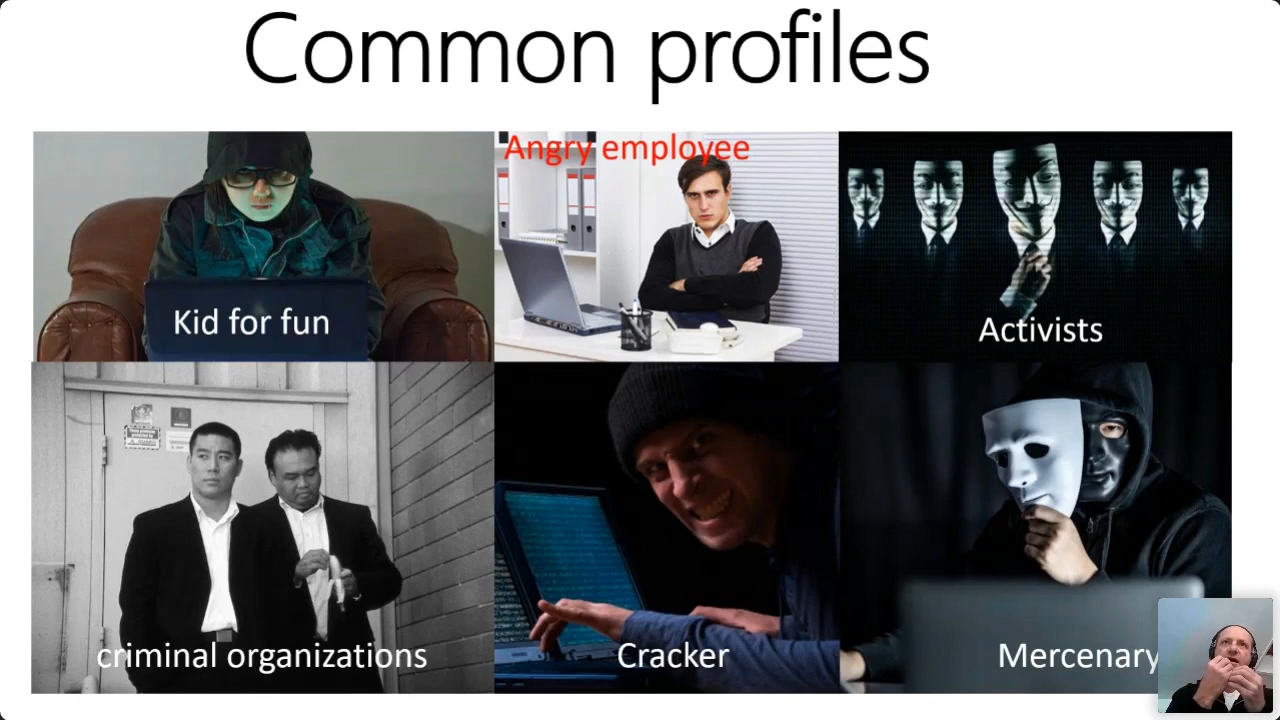 Common profiles
Angry employee
Kid for fun
Activists
criminal organizations
Cracker
Mercenary